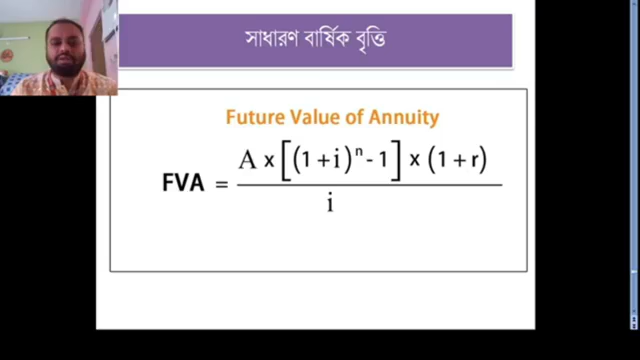 সাধারণ বার্ষিক বৃত্তি
Future Value of Annuity
FVA = A x [(1 + i)ⁿ - 1] x (1 + r)
i